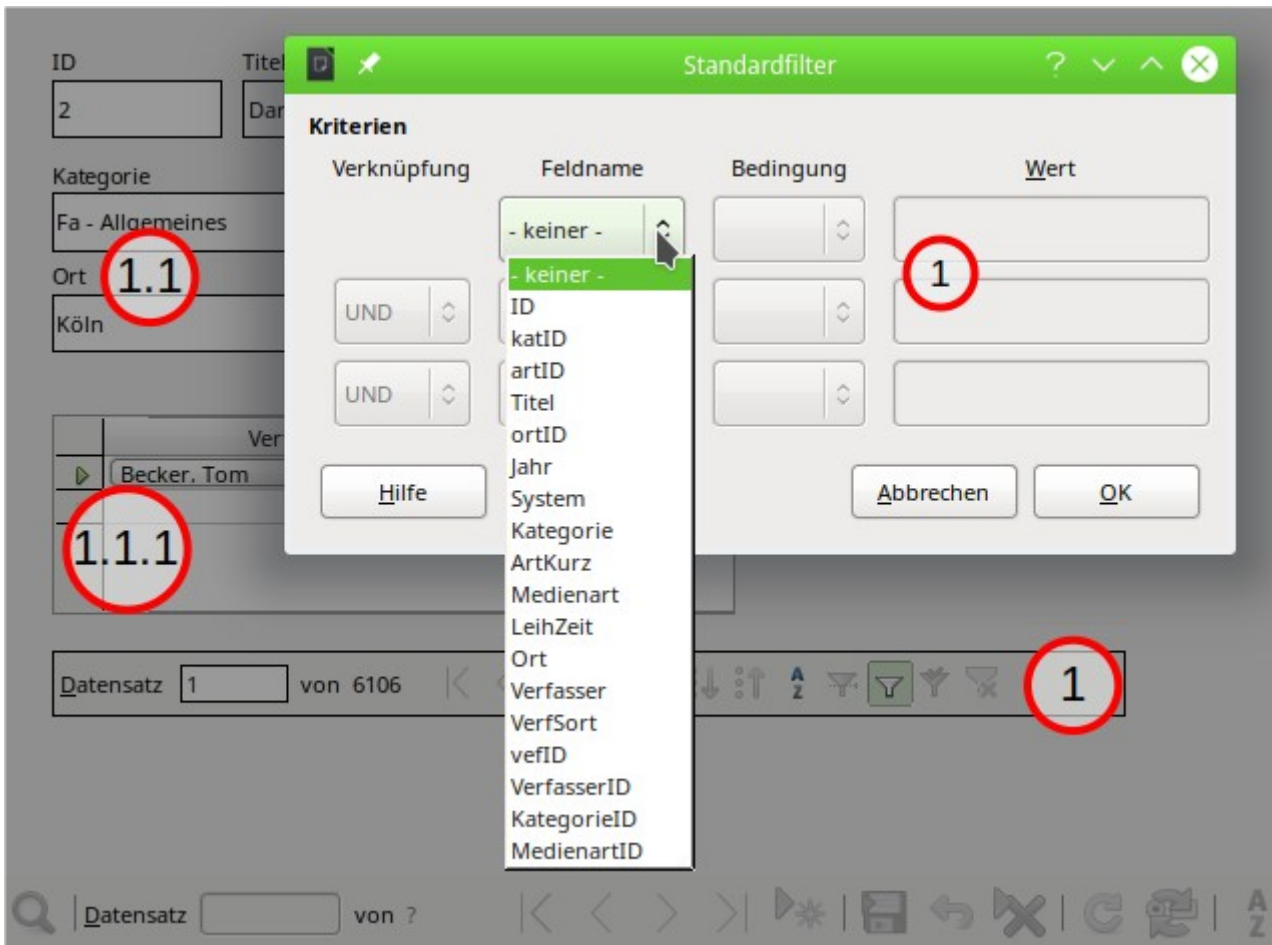 Standardfilter ?
ID Titel
2 Dar
Kriterien
Verknüpfung Feldname Bedingung Wert
Kategorie
Fa - Allgemeines
- keiner -
Ort 1.1
1
Köln
UND
UND
- keiner -
ID
katID
artID
Titel
ortID
Jahr
System
Kategorie
ArtKurz
Medienart
LeihZeit
Ort
Verfasser
VerfSort
vefID
VerfasserID
KategorieID
MedienartID
Ver
Becker. Tom
1.1.1
Hilfe Abbrechen OK
Datensatz 1 von 6106 A Z 1
Datensatz von ? A Z